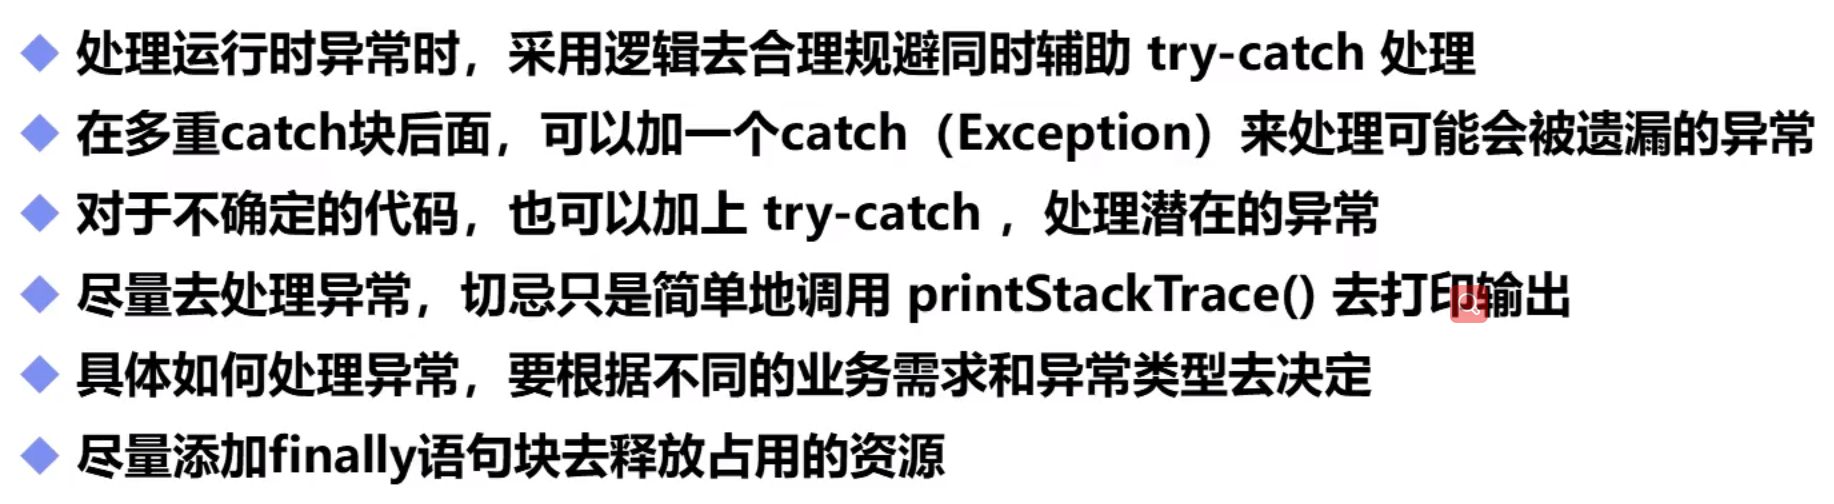 处理运行时异常时，采用逻辑去合理规避同时辅助 try-catch 处理
在多重catch块后面，可以加一个catch（Exception）来处理可能会被遗漏的异常
对于不确定的代码，也可以加上 try-catch ，处理潜在的异常
尽量去处理异常，切忌只是简单地调用 printStackTrace() 去打印输出
具体如何处理异常，要根据不同的业务需求和异常类型去决定
尽量添加finally语句块去释放占用的资源